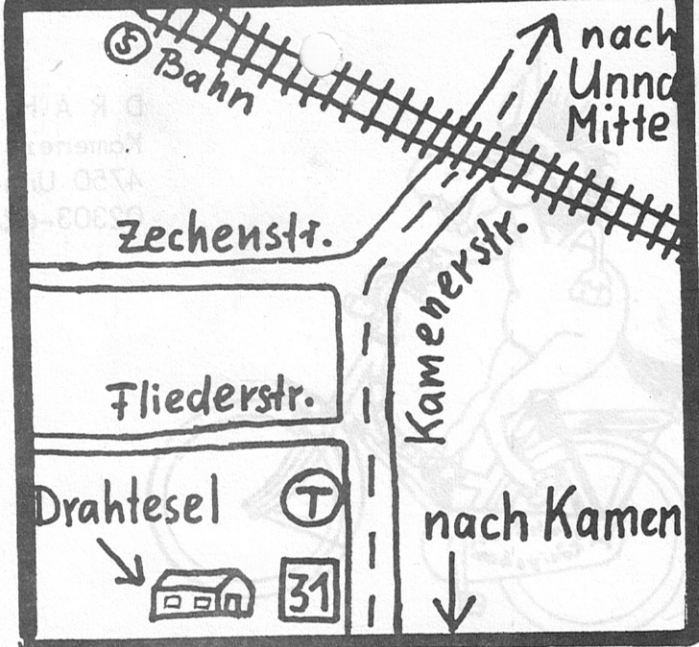 S
Bahn
nach
Unna
Mitte
Zechenstr.
Kamenerstr.
Fliederstr.
Drahtesel
T
31
nach Kamen